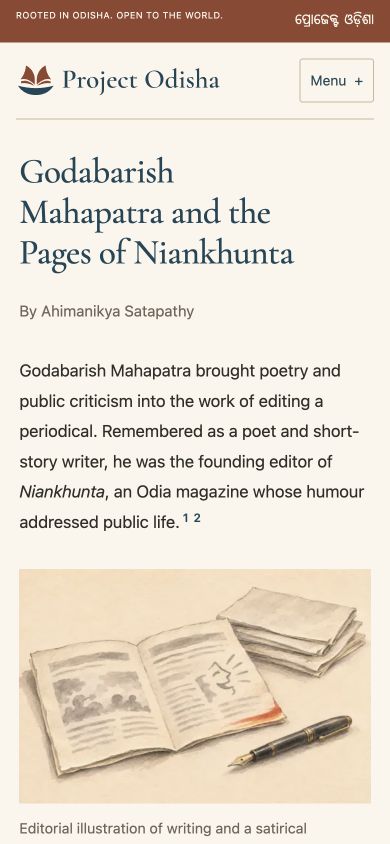 ROOTED IN ODISHA. OPEN TO THE WORLD.
ପ୍ରୋଜେକ୍ଟ ଓଡ଼ିଶା
Project Odisha
Menu +
Godabarish
Mahapatra and the
Pages of Niankhunta
By Ahimanikya Satapathy
Godabarish Mahapatra brought poetry and
public criticism into the work of editing a
periodical. Remembered as a poet and short-
story writer, he was the founding editor of
Niankhunta, an Odia magazine whose humour
addressed public life. 1 2
Editorial illustration of writing and a satirical